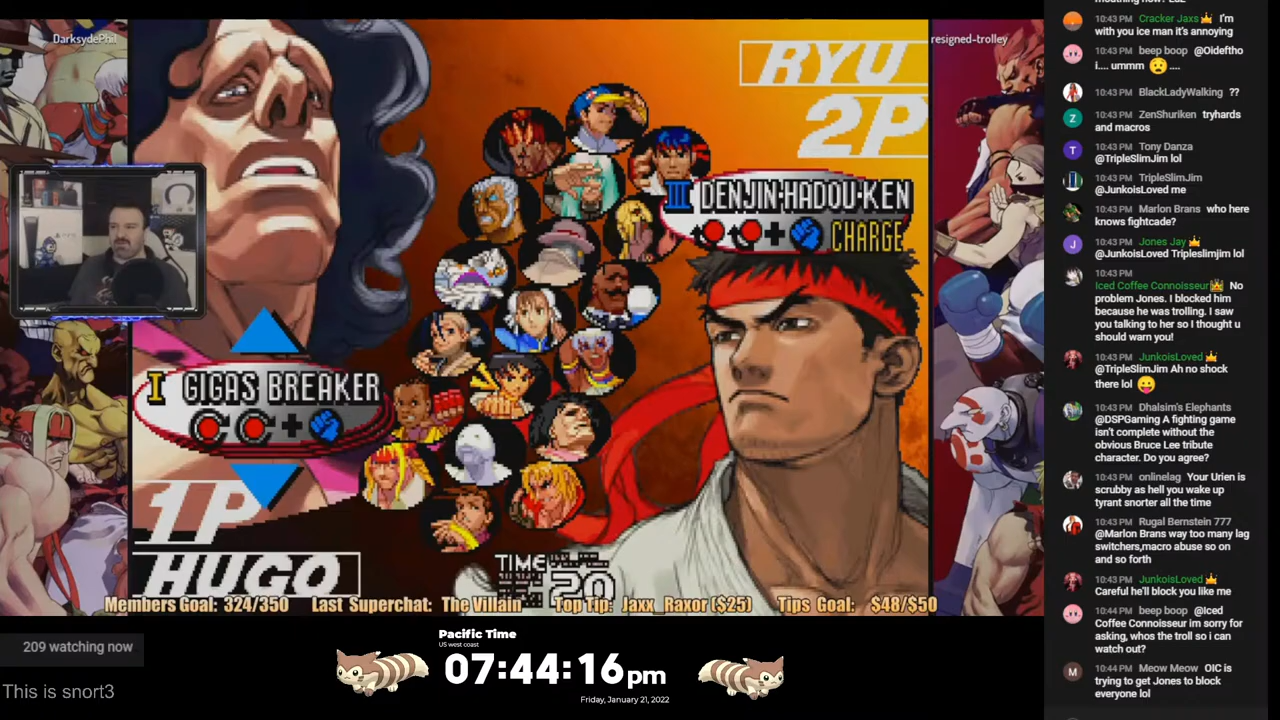 DarksydePhil
resigned-trolley
RYU
2P
III DENJIN·HADOU·KEN
+ CHARGE
I GIGAS BREAKER
+
1P
HUGO
TIME
20
Members Goal: 324/350 Last Superchat: The Villain Top Tip: Jaxx_Raxor ($25) Tips Goal: $48/$50
209 watching now
This is snort3
Pacific Time
US west coast
07:44:16pm
Friday, January 21, 2022
10:43 PM Cracker Jaxs I'm
with you ice man it's annoying
10:43 PM beep boop @Oideftho
i.... ummm ....
10:43 PM BlackLadyWalking ??
10:43 PM ZenShuriken tryhards
and macros
10:43 PM Tony Danza
@TripleSlimJim lol
10:43 PM TripleSlimJim
@JunkoisLoved me
10:43 PM Marlon Brans who here
knows fightcade?
10:43 PM Jones Jay
@JunkoisLoved Tripleslimjim lol
10:43 PM
Iced Coffee Connoisseur No
problem Jones. I blocked him
because he was trolling. I saw
you talking to her so I thought u
should warn you!
10:43 PM JunkoisLoved
@TripleSlimJim Ah no shock
there lol
10:43 PM Dhalsim's Elephants
@DSPGaming A fighting game
isn't complete without the
obvious Bruce Lee tribute
character. Do you agree?
10:43 PM onlinelag Your Urien is
scrubby as hell you wake up
tyrant snorter all the time
10:43 PM Rugal Bernstein 777
@Marlon Brans way too many lag
switchers,macro abuse so on
and so forth
10:43 PM JunkoisLoved
Careful he'll block you like me
10:44 PM beep boop @Iced
Coffee Connoisseur im sorry for
asking, whos the troll so i can
watch out?
10:44 PM Meow Meow OIC is
trying to get Jones to block
everyone lol